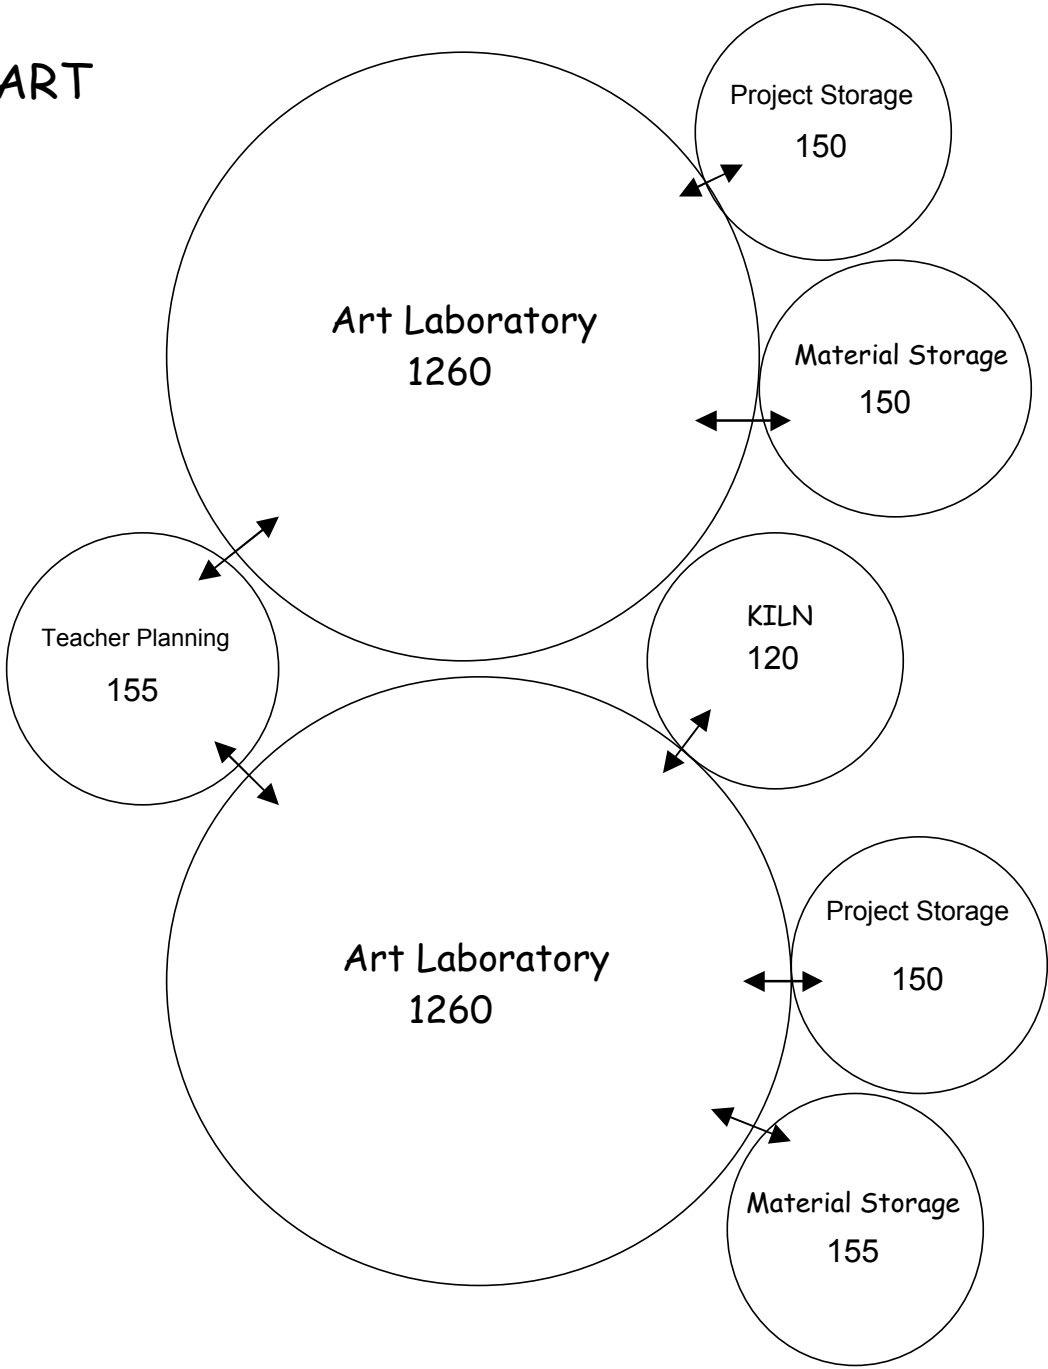 ART
Project Storage
150
Art Laboratory
1260
Material Storage
150
KILN
120
Teacher Planning
155
Art Laboratory
1260
Project Storage
150
Material Storage
155